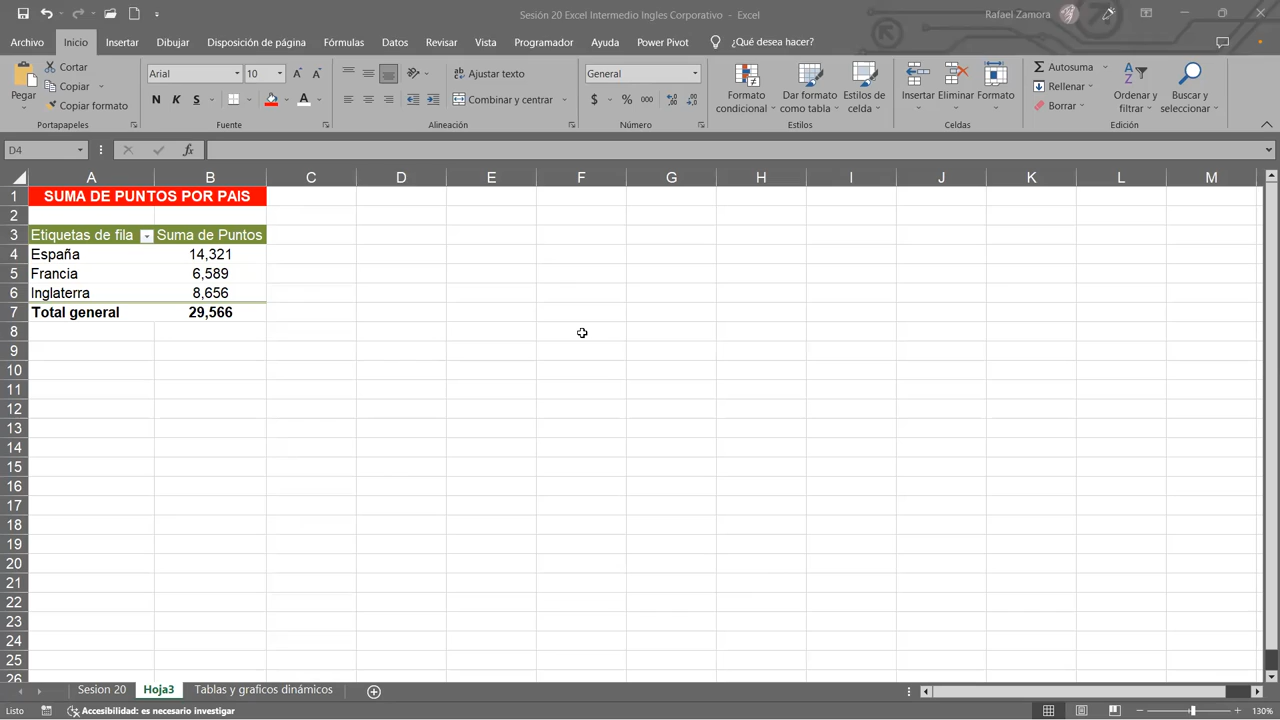 Sesión 20 Excel Intermedio Ingles Corporativo - Excel
Rafael Zamora
Archivo Inicio Insertar Dibujar Disposición de página Fórmulas Datos Revisar Vista Programador Ayuda Power Pivot ¿Qué desea hacer?
Pegar
Cortar
Copiar
Copiar formato
Portapapeles
Arial 10
N K S
Fuente
Ajustar texto
Combinar y centrar
Alineación
General
$ % 000
Número
Formato condicional
Dar formato como tabla
Estilos de celda
Estilos
Insertar Eliminar Formato
Celdas
Autosuma
Rellenar
Borrar
Ordenar y filtrar
Buscar y seleccionar
Edición
D4 fx
A B C D E F G H I J K L M
1 SUMA DE PUNTOS POR PAIS
2
3 Etiquetas de fila Suma de Puntos
4 España 14,321
5 Francia 6,589
6 Inglaterra 8,656
7 Total general 29,566
8
9
10
11
12
13
14
15
16
17
18
19
20
21
22
23
24
25
26
Sesion 20 Hoja3 Tablas y graficos dinámicos
Listo Accesibilidad: es necesario investigar 130%